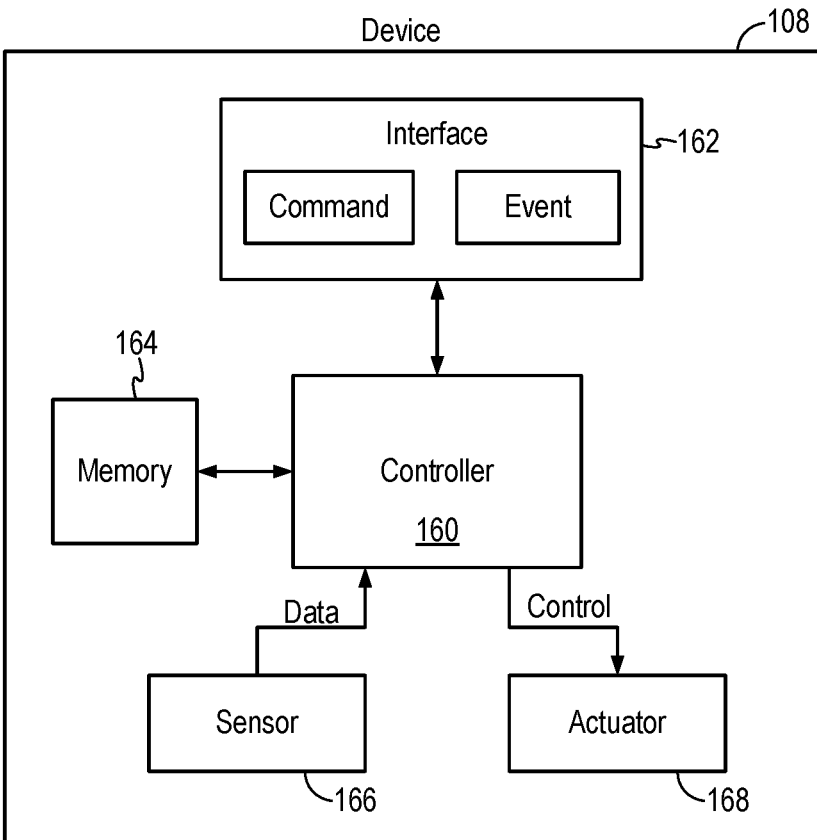 Device
108
Interface
162
Command
Event
164
Memory
Controller
160
Data
Control
Sensor
Actuator
166
168